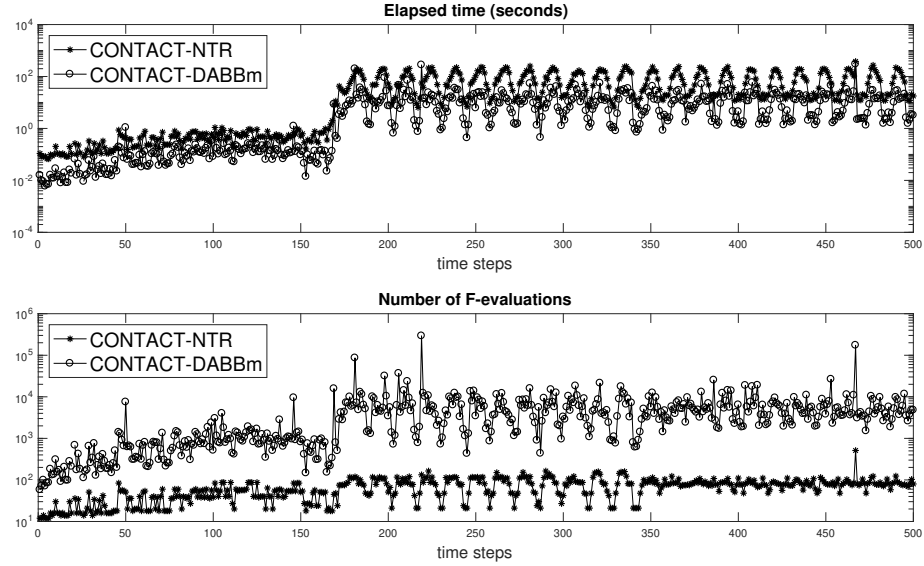 Elapsed time (seconds)
10^4
10^2
10^0
10^-2
10^-4
CONTACT-NTR
CONTACT-DABBm
0 50 100 150 200 250 300 350 400 450 500
time steps
Number of F-evaluations
10^6
10^5
10^4
10^3
10^2
10^1
CONTACT-NTR
CONTACT-DABBm
0 50 100 150 200 250 300 350 400 450 500
time steps